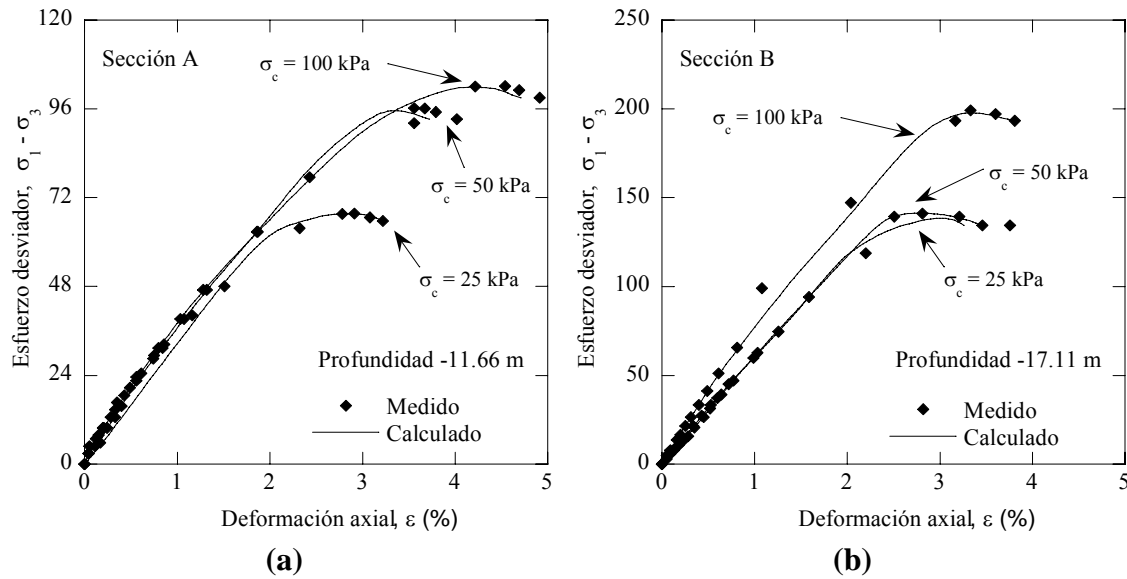 120
96
72
48
24
0
Esfuerzo desviador, σ1 - σ3
Sección A
σc = 100 kPa
σc = 50 kPa
σc = 25 kPa
Profundidad -11.66 m
Medido
Calculado
0 1 2 3 4 5
Deformación axial, ε (%)
(a)
250
200
150
100
50
0
Esfuerzo desviador, σ1 - σ3
Sección B
σc = 100 kPa
σc = 50 kPa
σc = 25 kPa
Profundidad -17.11 m
Medido
Calculado
0 1 2 3 4 5
Deformación axial, ε (%)
(b)